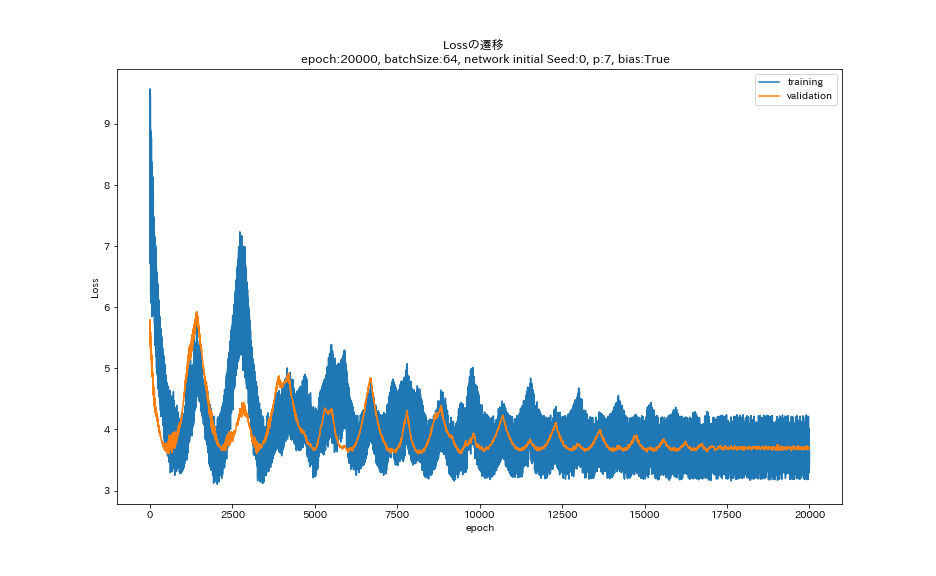 Lossの遷移
epoch:20000, batchSize:64, network initial Seed:0, p:7, bias:True
training
validation
9
8
7
6
5
4
3
Loss
0
2500
5000
7500
10000
12500
15000
17500
20000
epoch